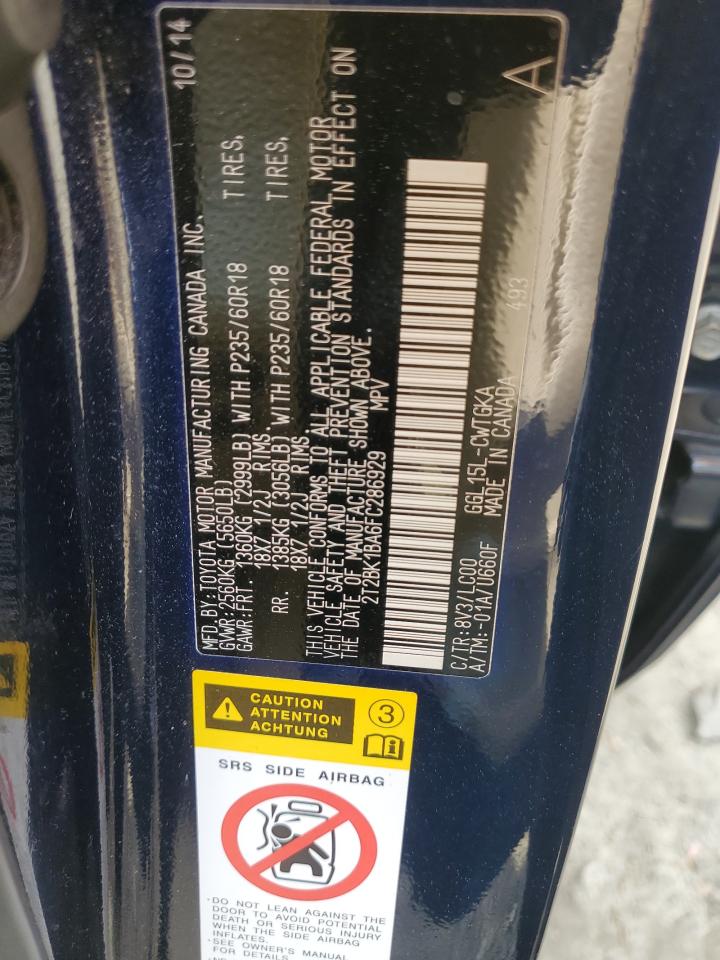 MFD.BY:TOYOTA MOTOR MANUFACTURING CANADA INC. 10/14
GVWR:2560KG (5650LB)
GAWR:FRT. 1360KG (2999LB) WITH P235/60R18 TIRES,
18X7 1/2J RIMS
RR. 1385KG (3056LB) WITH P235/60R18 TIRES,
18X7 1/2J RIMS
THIS VEHICLE CONFORMS TO ALL APPLICABLE FEDERAL MOTOR
VEHICLE SAFETY AND THEFT PREVENTION STANDARDS IN EFFECT ON
THE DATE OF MANUFACTURE SHOWN ABOVE.
2T2BK1BA6FC286929 MPV
C/TR:8V3/LC00 GGL15L-CWTGKA 493 A
A/TM:-01A/U660F MADE IN CANADA
CAUTION
ATTENTION
ACHTUNG
3
SRS SIDE AIRBAG
·DO NOT LEAN AGAINST THE
DOOR TO AVOID POTENTIAL
DEATH OR SERIOUS INJURY
WHEN THE SIDE AIRBAG
INFLATES.
·SEE OWNER'S MANUAL
FOR DETAILS.